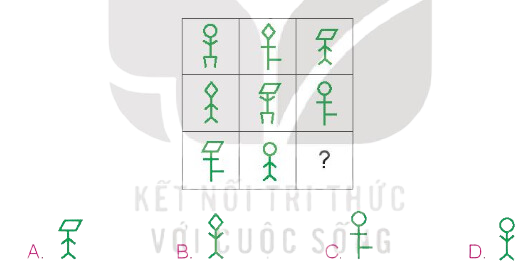 ?
KẾT NỐI TRI THỨC
VỚI CUỘC SỐNG
A. B. C. D.